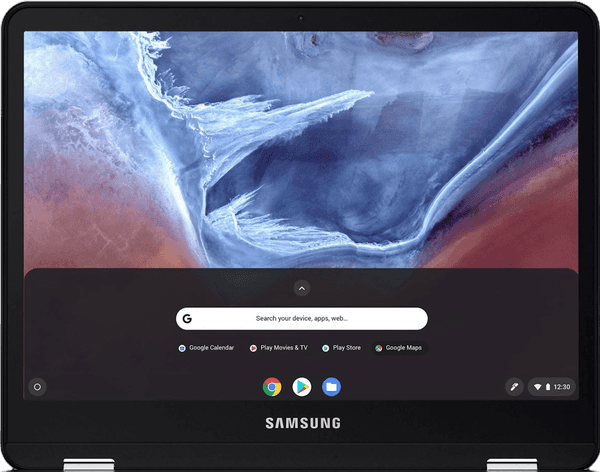 Search your device, apps, web...
Google Calendar
Play Movies & TV
Play Store
Google Maps
12:30
SAMSUNG